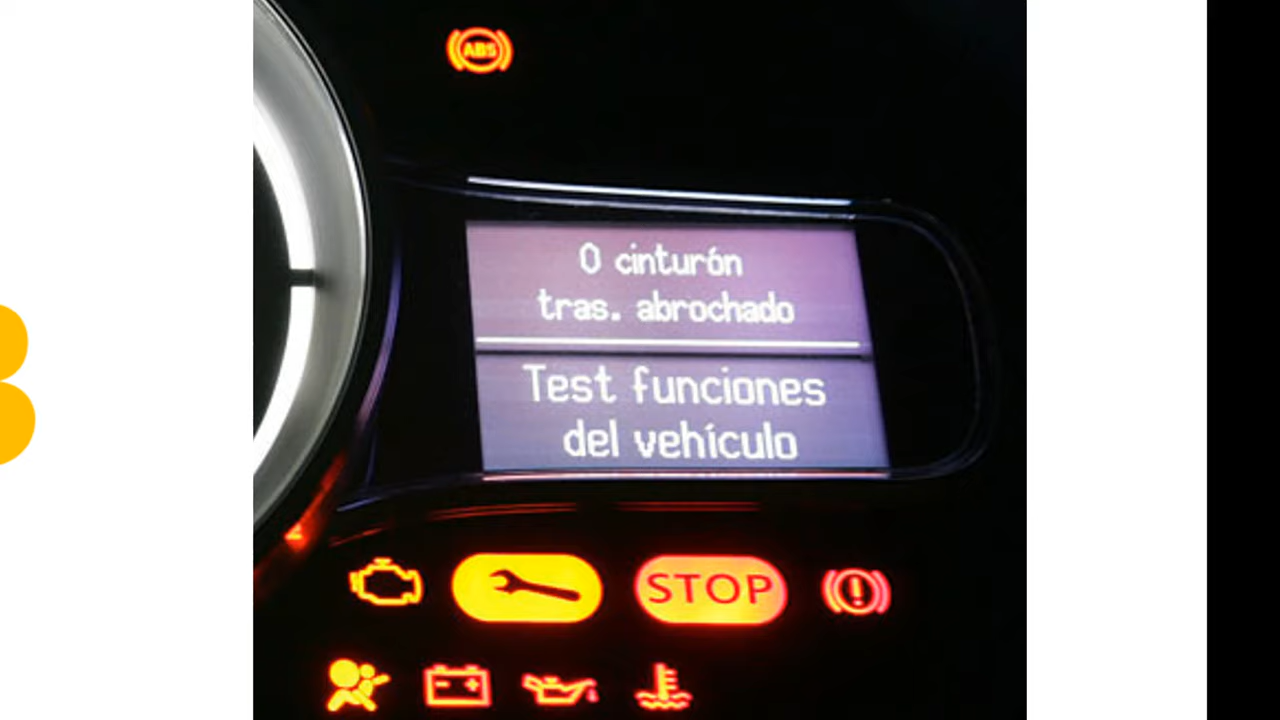 ABS
0 cinturón
tras. abrochado
Test funciones
del vehículo
STOP